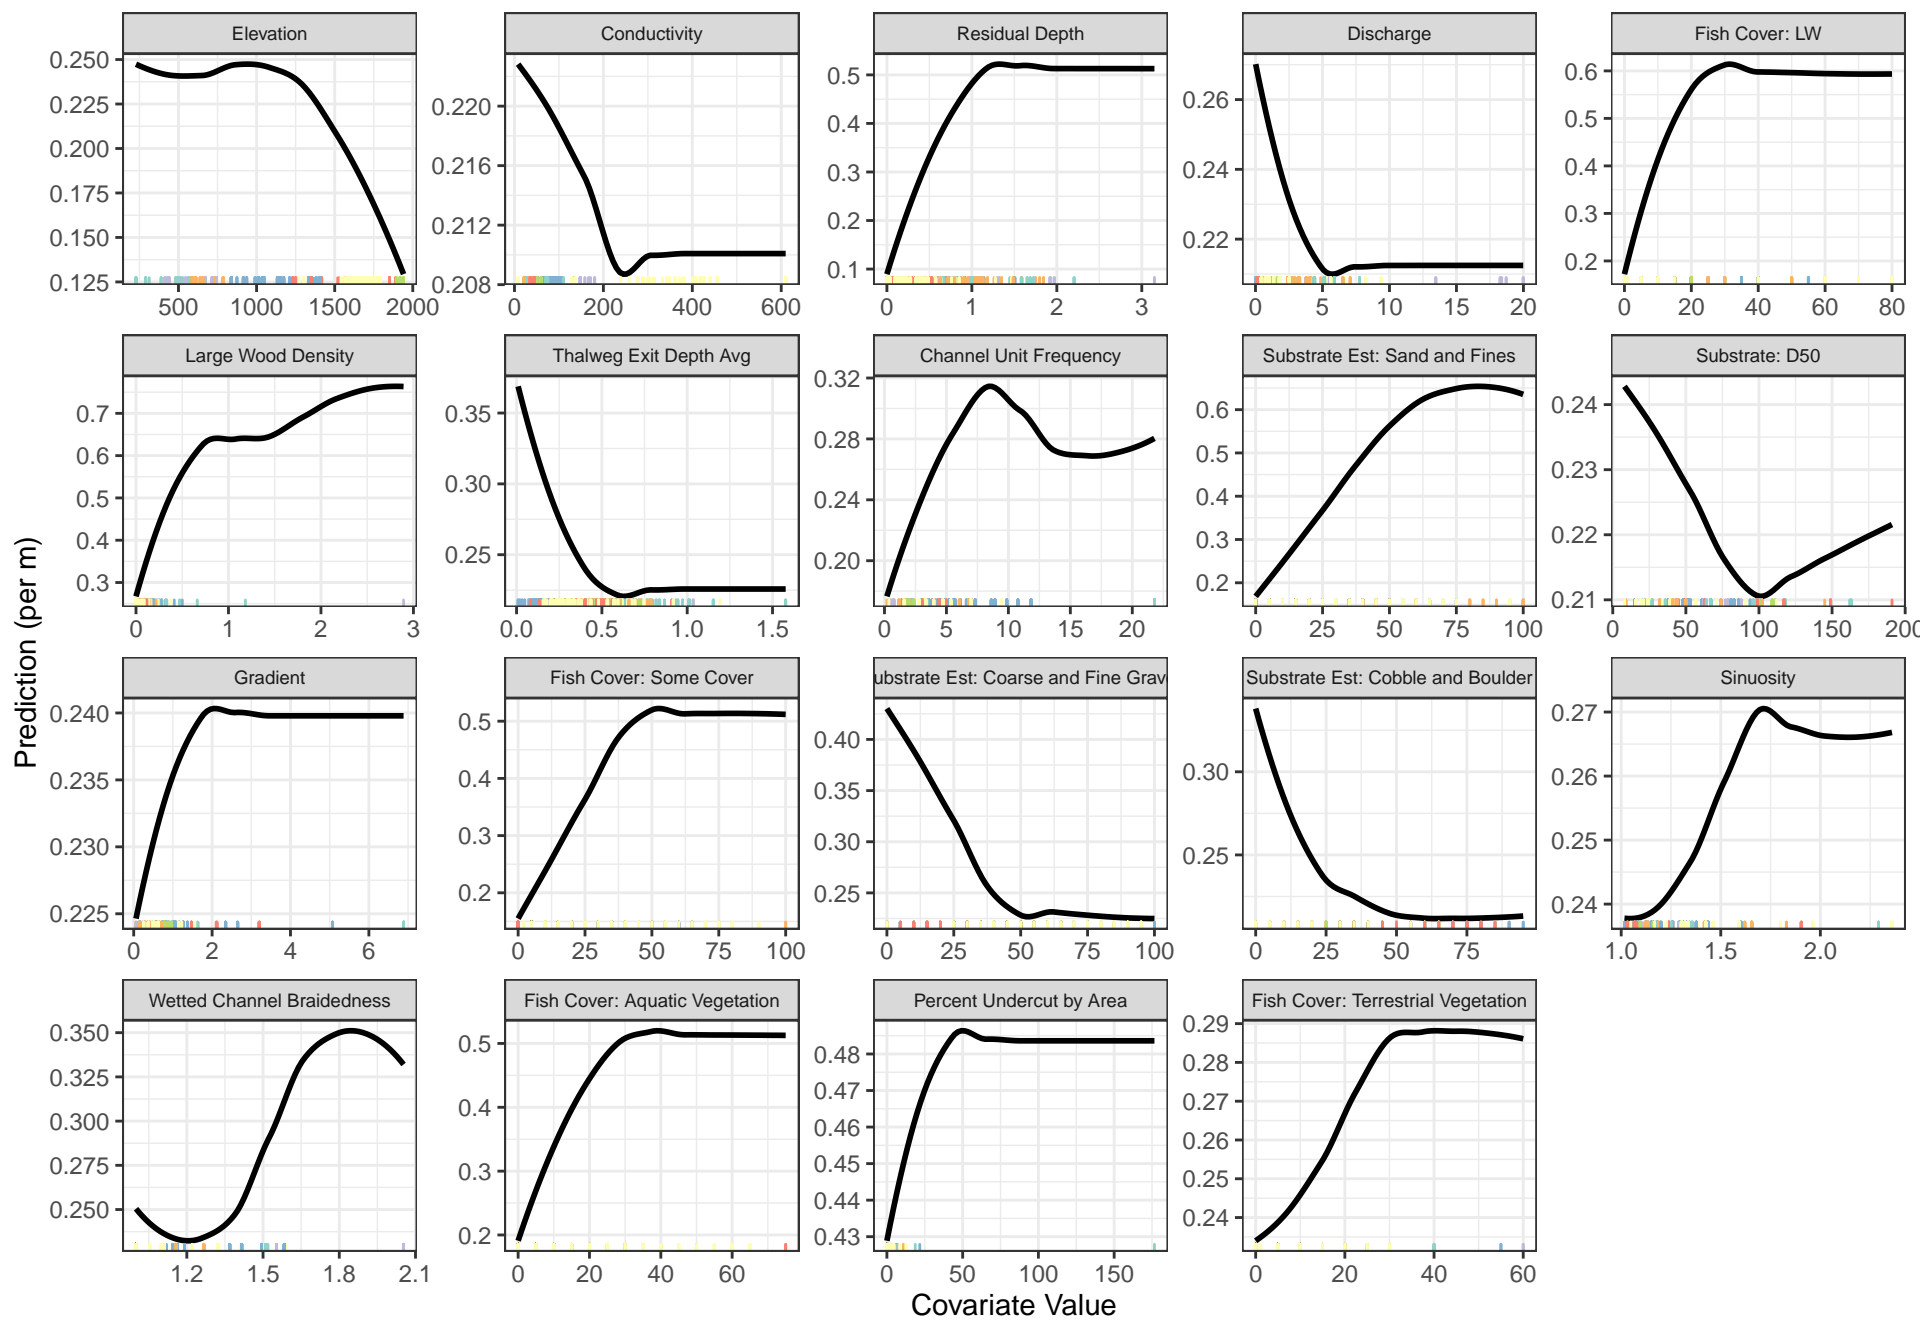 Elevation
Conductivity
Residual Depth
Discharge
Fish Cover: LW
0.250
0.225
0.200
0.175
0.150
0.125
0.220
0.216
0.212
0.208
0.5
0.4
0.3
0.2
0.1
0.26
0.24
0.22
0.6
0.5
0.4
0.3
0.2
500 1000 1500 2000
0 200 400 600
0 1 2 3
0 5 10 15 20
0 20 40 60 80
Large Wood Density
Thalweg Exit Depth Avg
Channel Unit Frequency
Substrate Est: Sand and Fines
Substrate: D50
0.7
0.6
0.5
0.4
0.3
0.35
0.30
0.25
0.32
0.28
0.24
0.20
0.6
0.5
0.4
0.3
0.2
0.24
0.23
0.22
0.21
0 1 2 3
0.0 0.5 1.0 1.5
0 5 10 15 20
0 25 50 75 100
0 50 100 150 200
Prediction (per m)
Gradient
Fish Cover: Some Cover
ubstrate Est: Coarse and Fine Grav
Substrate Est: Cobble and Boulder
Sinuosity
0.240
0.235
0.230
0.225
0.5
0.4
0.3
0.2
0.40
0.35
0.30
0.25
0.30
0.25
0.27
0.26
0.25
0.24
0 2 4 6
0 25 50 75 100
0 25 50 75 100
0 25 50 75
1.0 1.5 2.0
Wetted Channel Braidedness
Fish Cover: Aquatic Vegetation
Percent Undercut by Area
Fish Cover: Terrestrial Vegetation
0.350
0.325
0.300
0.275
0.250
0.5
0.4
0.3
0.2
0.48
0.47
0.46
0.45
0.44
0.43
0.29
0.28
0.27
0.26
0.25
0.24
1.2 1.5 1.8 2.1
0 20 40 60
0 50 100 150
0 20 40 60
Covariate Value